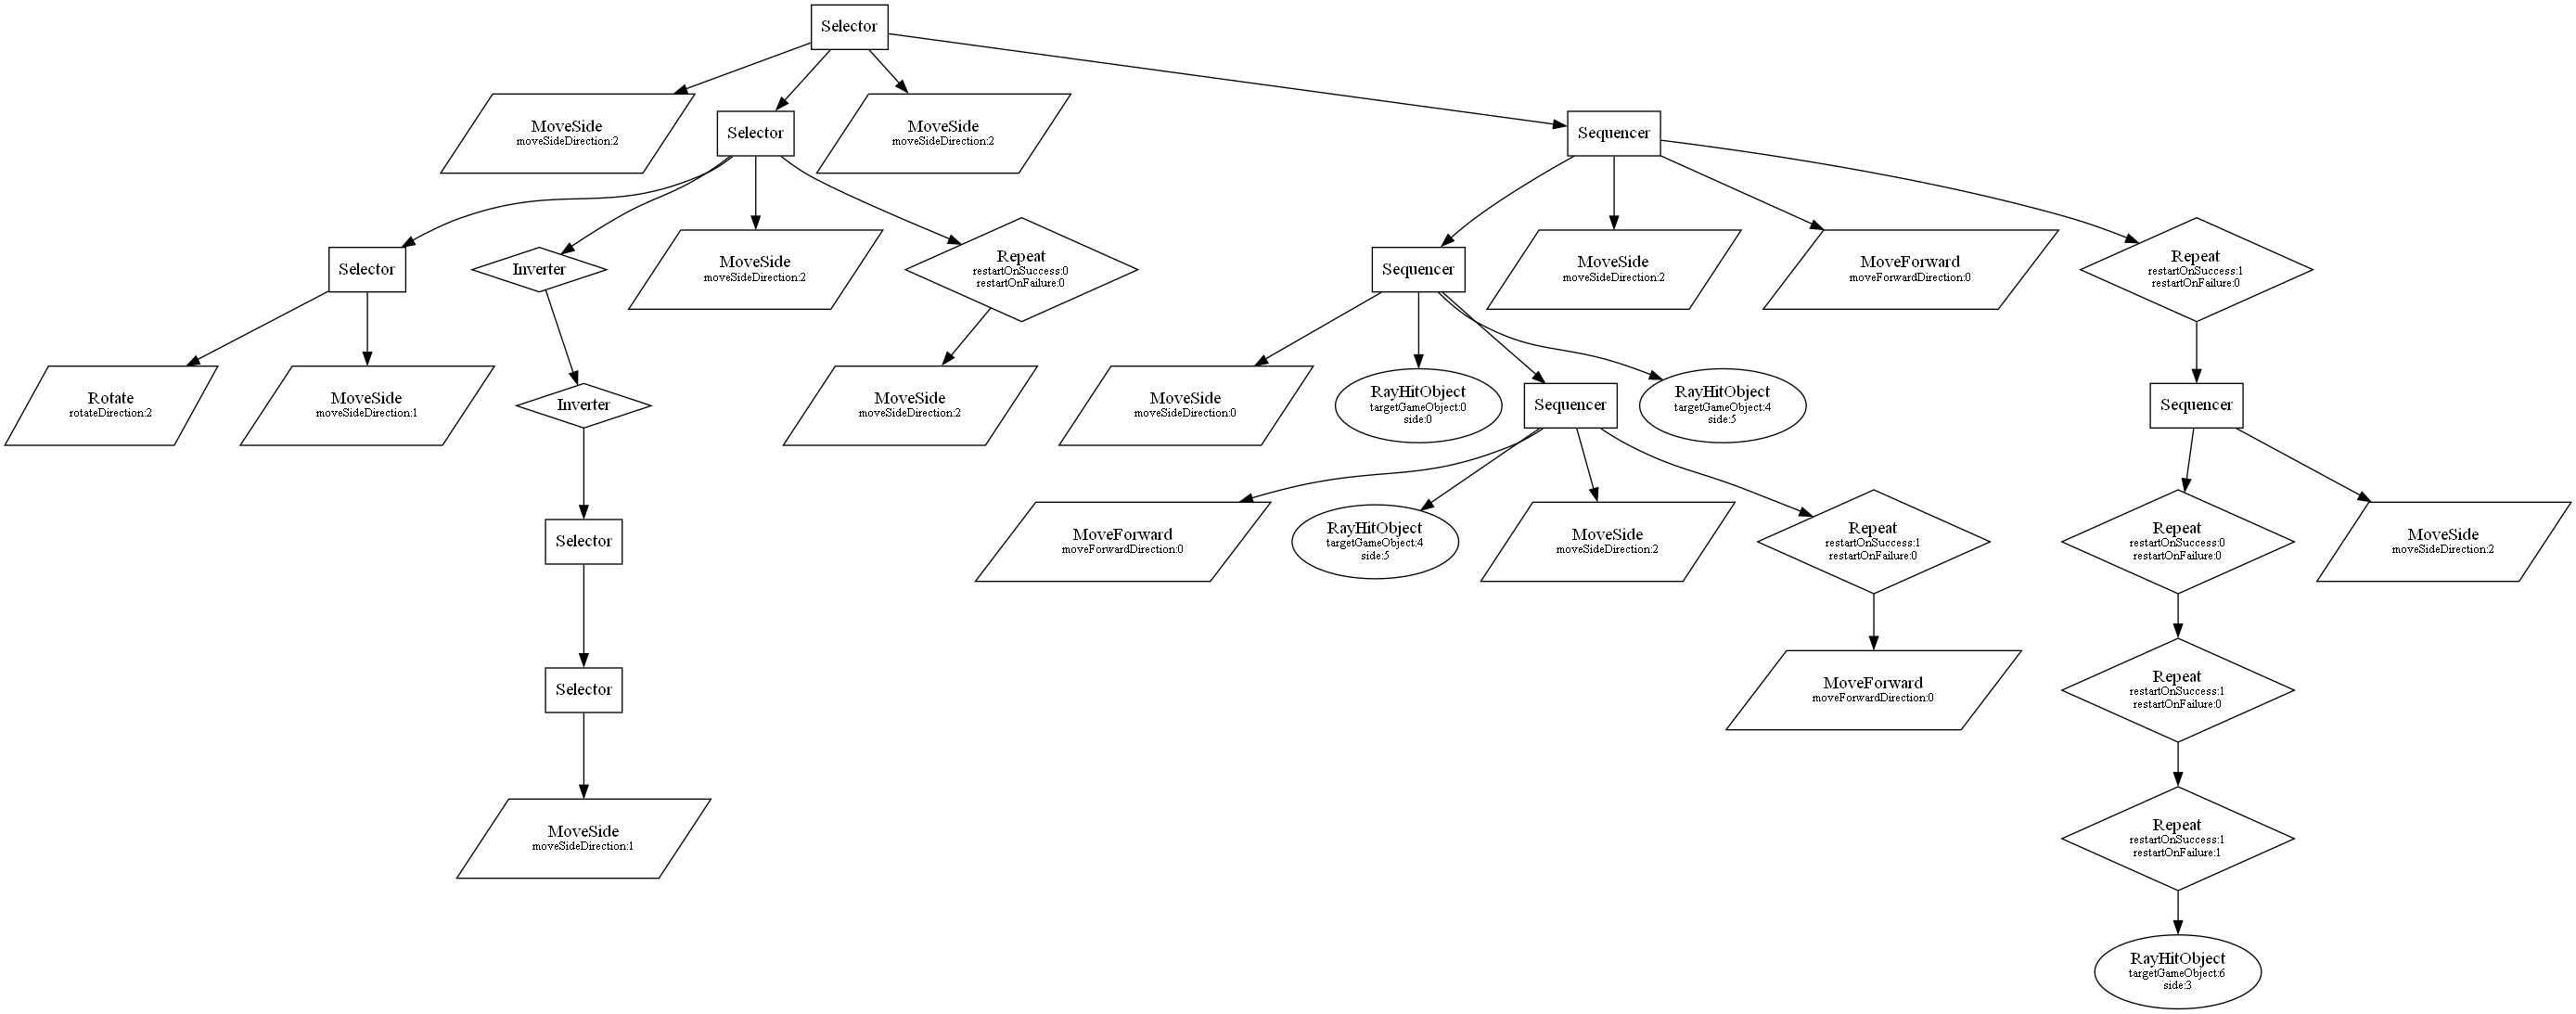 Selector
MoveSide
moveSideDirection:2
Selector
MoveSide
moveSideDirection:2
Sequencer
Selector
Inverter
MoveSide
moveSideDirection:2
Repeat
restartOnSuccess:0
restartOnFailure:0
Sequencer
MoveSide
moveSideDirection:2
MoveForward
moveForwardDirection:0
Repeat
restartOnSuccess:1
restartOnFailure:0
Rotate
rotateDirection:2
MoveSide
moveSideDirection:1
Inverter
MoveSide
moveSideDirection:2
MoveSide
moveSideDirection:0
RayHitObject
targetGameObject:0
side:0
Sequencer
RayHitObject
targetGameObject:4
side:5
Sequencer
Selector
MoveForward
moveForwardDirection:0
RayHitObject
targetGameObject:4
side:5
MoveSide
moveSideDirection:2
Repeat
restartOnSuccess:1
restartOnFailure:0
Repeat
restartOnSuccess:0
restartOnFailure:0
MoveSide
moveSideDirection:2
Selector
MoveForward
moveForwardDirection:0
Repeat
restartOnSuccess:1
restartOnFailure:0
MoveSide
moveSideDirection:1
Repeat
restartOnSuccess:1
restartOnFailure:1
RayHitObject
targetGameObject:6
side:3